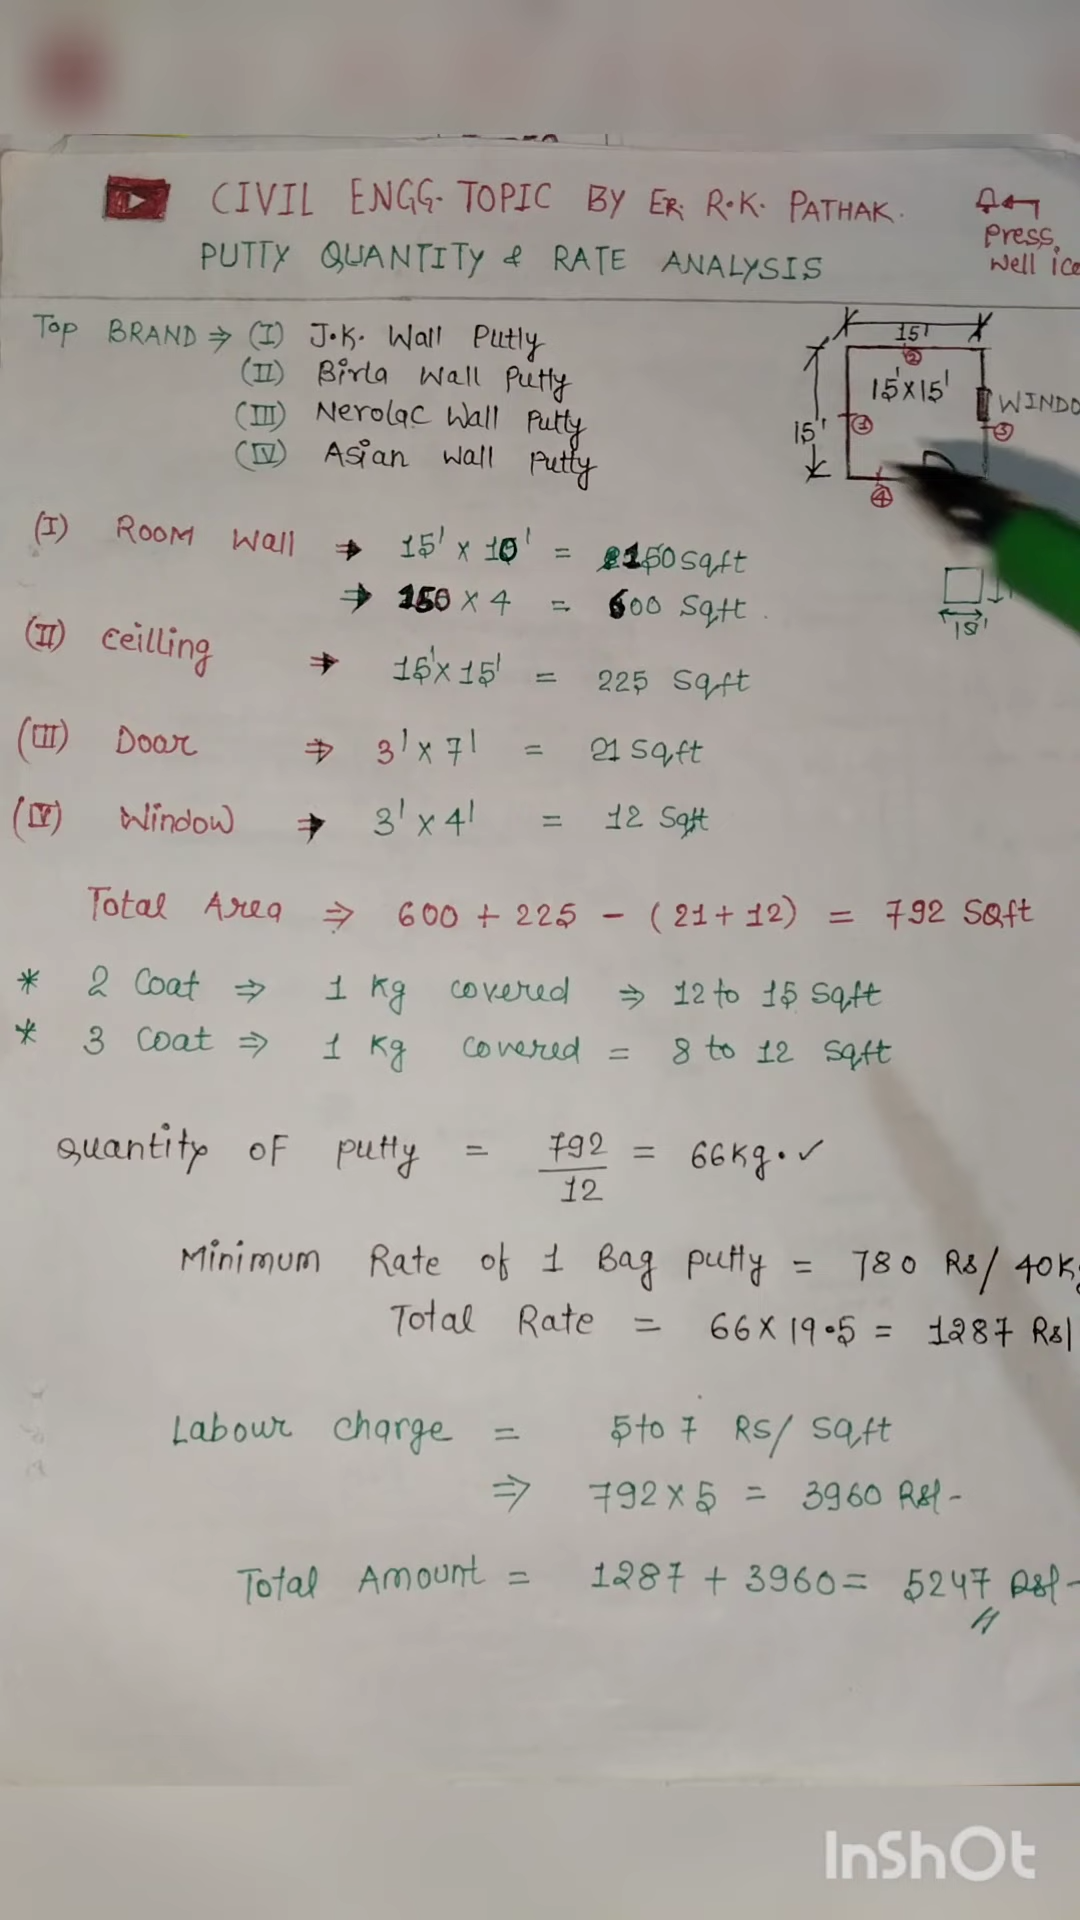 CIVIL ENGG. TOPIC BY ER. R.K. PATHAK.
Press
Well ice
PUTTY QUANTITY & RATE ANALYSIS
Top BRAND ⇒ (I) J.K. Wall Putty
(II) Birla Wall Putty
(III) Nerolac Wall Putty
(IV) Asian Wall Putty
15'
②
15'×15'
WINDO
15'
①
③
④
15'
(I) ROOM Wall → 15' × 10' = 150 Sqft
→ 150 × 4 = 600 Sqft.
(II) Ceilling → 15'×15' = 225 Sqft
(III) Doar ⇒ 3' × 7' = 21 Sqft
(IV) Window → 3' × 4' = 12 Sqft
Total Area ⇒ 600 + 225 - (21+12) = 792 SQft
* 2 Coat ⇒ 1 Kg covered ⇒ 12 to 15 Sqft
* 3 Coat ⇒ 1 Kg covered = 8 to 12 Sqft
Quantity OF Putty = 792/12 = 66Kg. ✓
Minimum Rate of 1 Bag putty = 780 Rs/ 40K
Total Rate = 66×19.5 = 1287 Rs/
Labour charge = 5 to 7 RS/ Sqft
⇒ 792×5 = 3960 Rs/-
Total Amount = 1287 + 3960 = 5247 Rs/-
InShOt